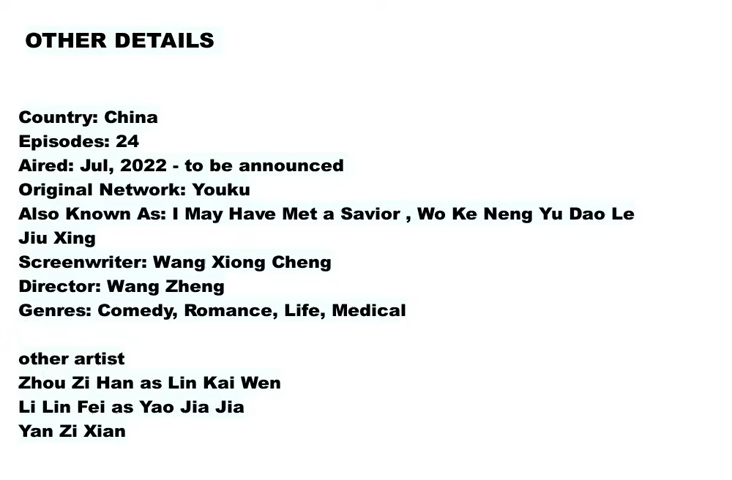 OTHER DETAILS
Country: China
Episodes: 24
Aired: Jul, 2022 - to be announced
Original Network: Youku
Also Known As: I May Have Met a Savior , Wo Ke Neng Yu Dao Le
Jiu Xing
Screenwriter: Wang Xiong Cheng
Director: Wang Zheng
Genres: Comedy, Romance, Life, Medical
other artist
Zhou Zi Han as Lin Kai Wen
Li Lin Fei as Yao Jia Jia
Yan Zi Xian